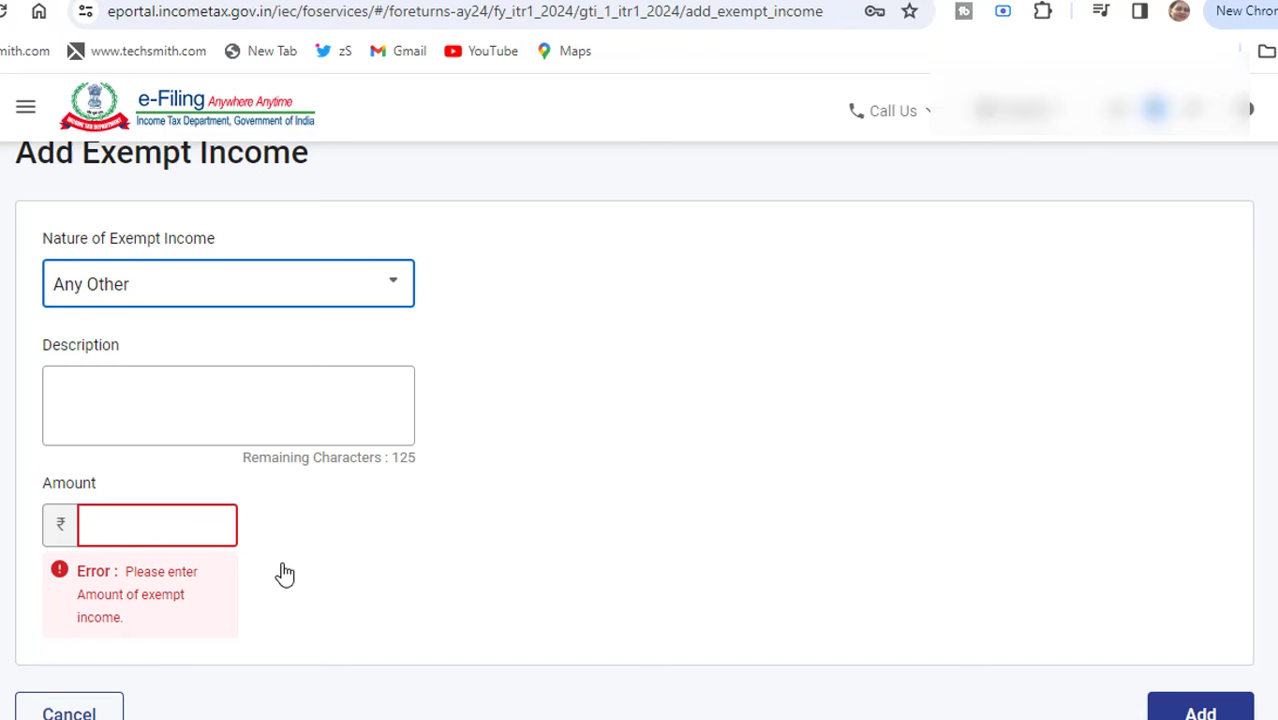 eportal.incometax.gov.in/iec/foservices/#/foreturns-ay24/fy_itr1_2024/gti_1_itr1_2024/add_exempt_income
New Chron
mith.com www.techsmith.com New Tab zS Gmail YouTube Maps
e-Filing Anywhere Anytime
Income Tax Department, Government of India
Call Us
Add Exempt Income
Nature of Exempt Income
Any Other
Description
Remaining Characters : 125
Amount
₹
Error : Please enter
Amount of exempt
income.
Cancel
Add